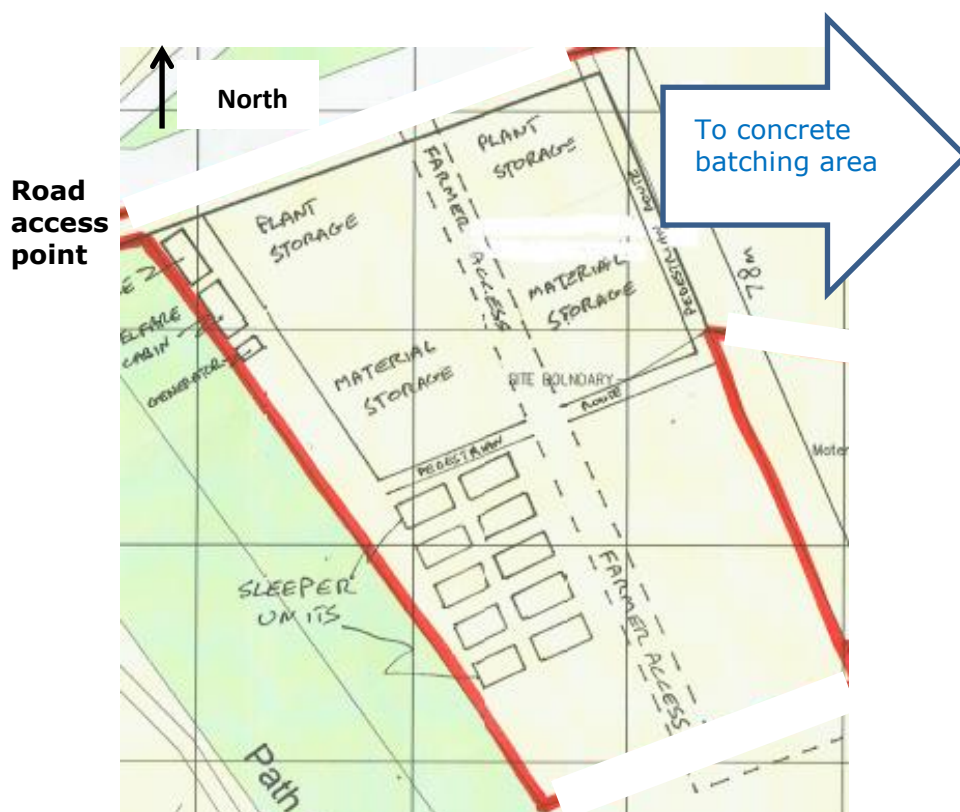 North
To concrete
batching area
Road
access
point
PLANT
STORAGE
FARMER ACCESS
PLANT
STORAGE
PEDESTRIAN ROUTE
78m
MATERIAL
STORAGE
CABIN
GENERATOR
MATERIAL
STORAGE
SITE BOUNDARY
ROUTE
PEDESTRIAN
SLEEPER
UNITS
FARMER ACCESS
Path